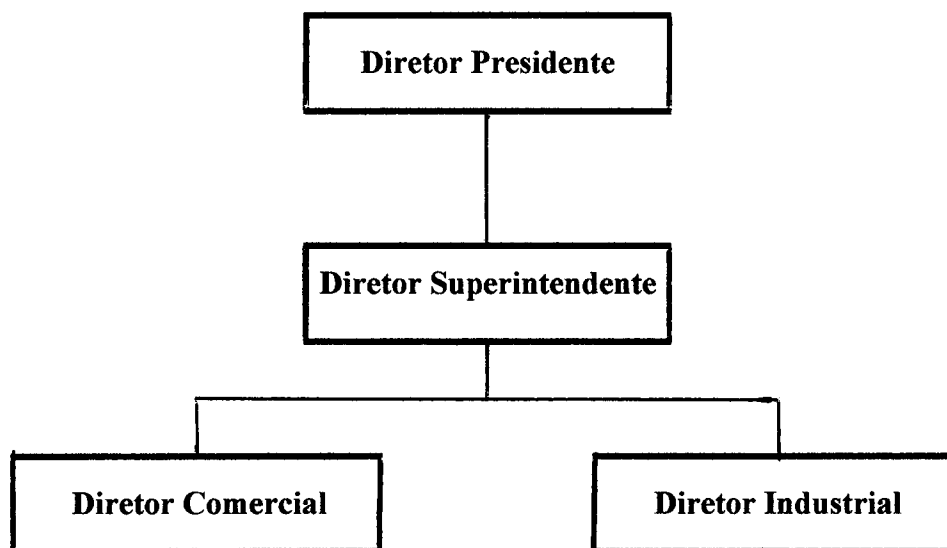 Diretor Presidente
Diretor Superintendente
Diretor Comercial
Diretor Industrial